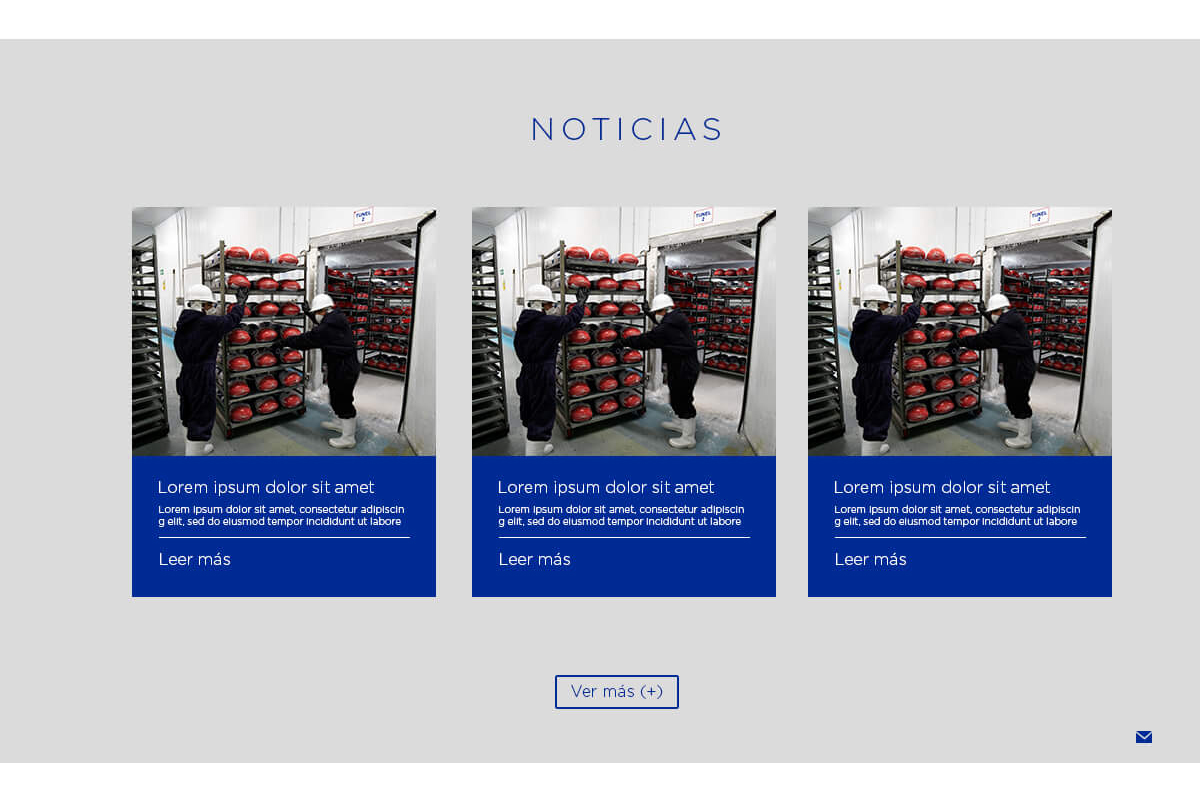 NOTICIAS
TUNEL
2
TUNEL
2
TUNEL
2
Lorem ipsum dolor sit amet
Lorem ipsum dolor sit amet, consectetur adipiscin
g elit, sed do eiusmod tempor incididunt ut labore
Leer más
Lorem ipsum dolor sit amet
Lorem ipsum dolor sit amet, consectetur adipiscin
g elit, sed do eiusmod tempor incididunt ut labore
Leer más
Lorem ipsum dolor sit amet
Lorem ipsum dolor sit amet, consectetur adipiscin
g elit, sed do eiusmod tempor incididunt ut labore
Leer más
Ver más (+)